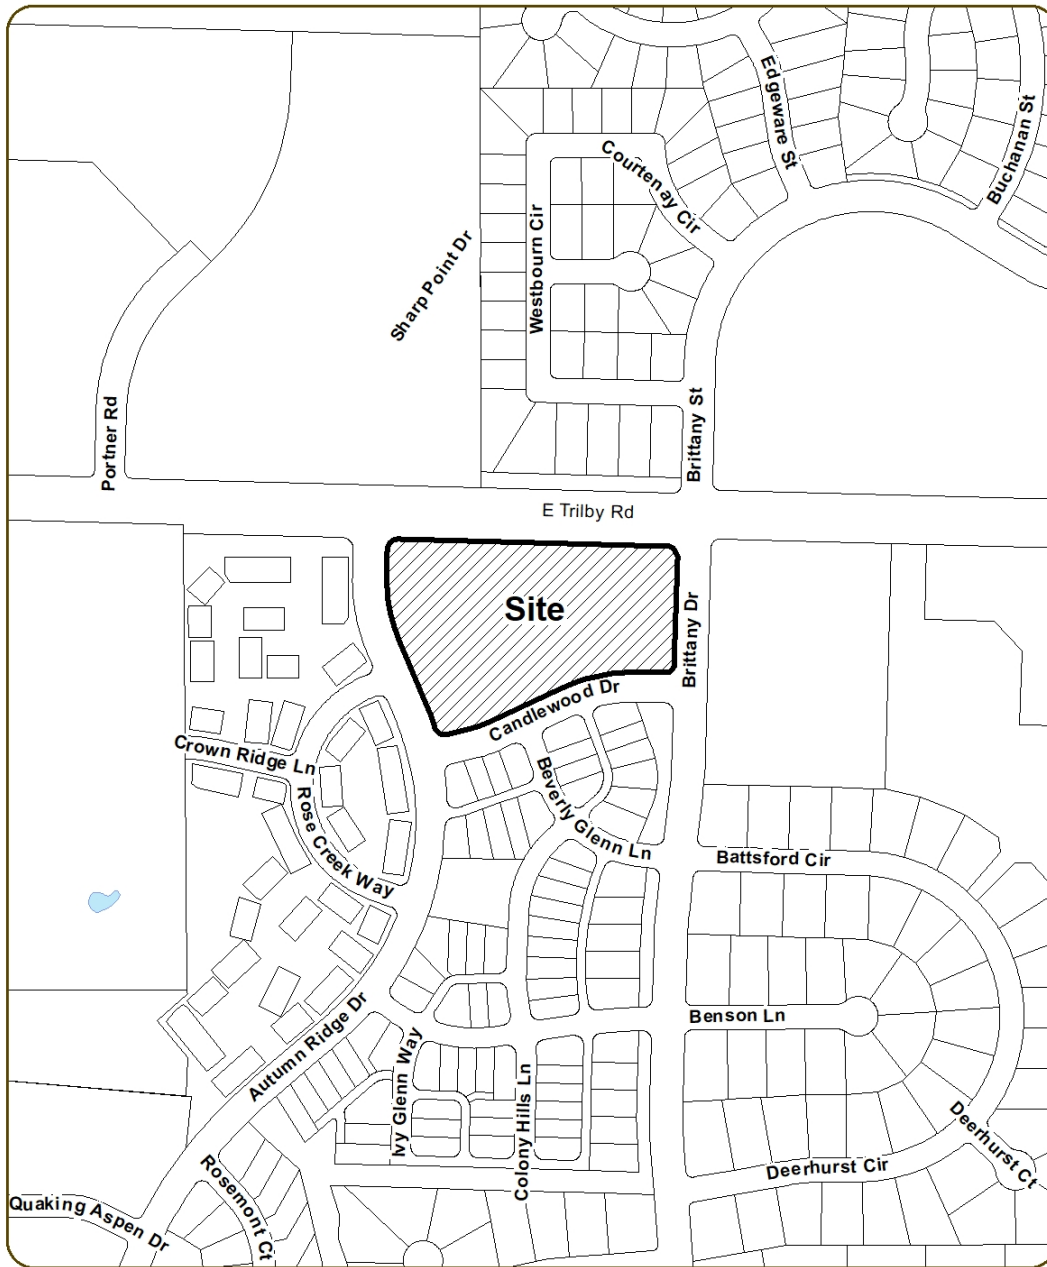 Edgeware St
Buchanan St
Courtenay Cir
Westbourn Cir
Sharp Point Dr
Portner Rd
Brittany St
E Trilby Rd
Site
Brittany Dr
Candlewood Dr
Crown Ridge Ln
Beverly Glenn Ln
Rose Creek Way
Battsford Cir
Benson Ln
Autumn Ridge Dr
Ivy Glenn Way
Colony Hills Ln
Deerhurst Ct
Deerhurst Cir
Rosemont Ct
Quaking Aspen Dr